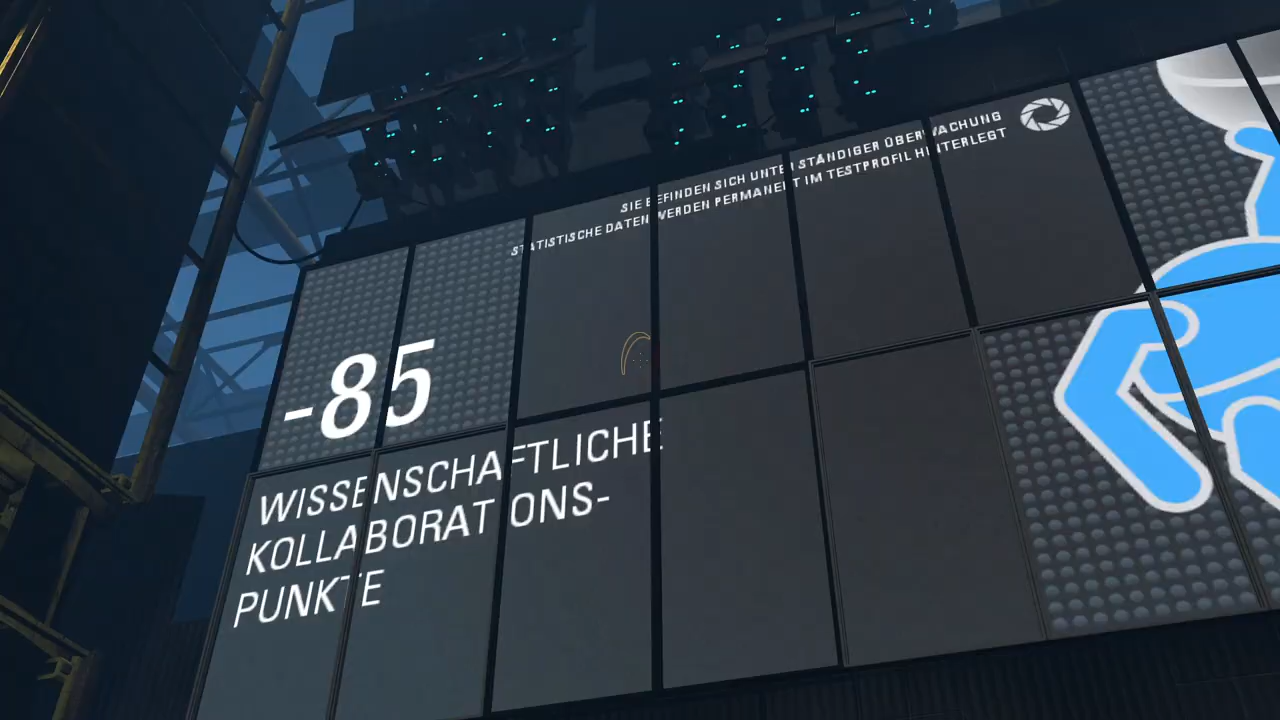 SIE BEFINDEN SICH UNTER STÄNDIGER ÜBERWACHUNG
STATISTISCHE DATEN WERDEN PERMANENT IM TESTPROFIL HINTERLEGT
-85
WISSENSCHAFTLICHE
KOLLABORATIONS-
PUNKTE